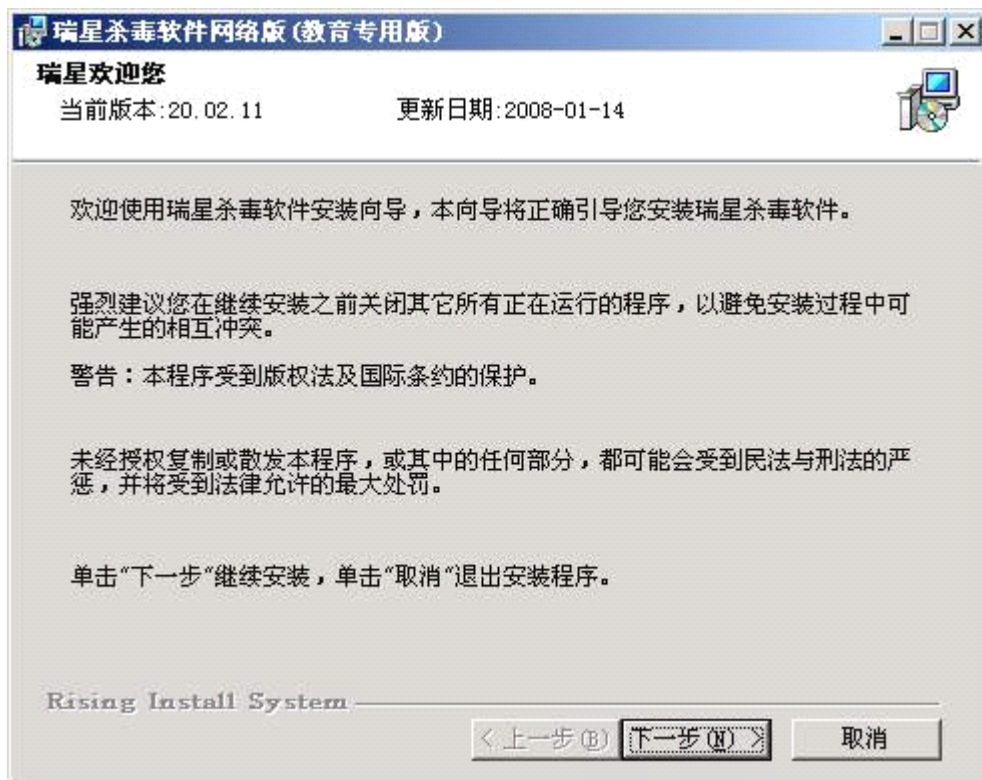 瑞星杀毒软件网络版(教育专用版)
瑞星欢迎您
当前版本:20.02.11 更新日期:2008-01-14
欢迎使用瑞星杀毒软件安装向导，本向导将正确引导您安装瑞星杀毒软件。
强烈建议您在继续安装之前关闭其它所有正在运行的程序，以避免安装过程中可
能产生的相互冲突。
警告：本程序受到版权法及国际条约的保护。
未经授权复制或散发本程序，或其中的任何部分，都可能会受到民法与刑法的严
惩，并将受到法律允许的最大处罚。
单击“下一步”继续安装，单击“取消”退出安装程序。
Rising Install System
< 上一步(B) 下一步(N) > 取消